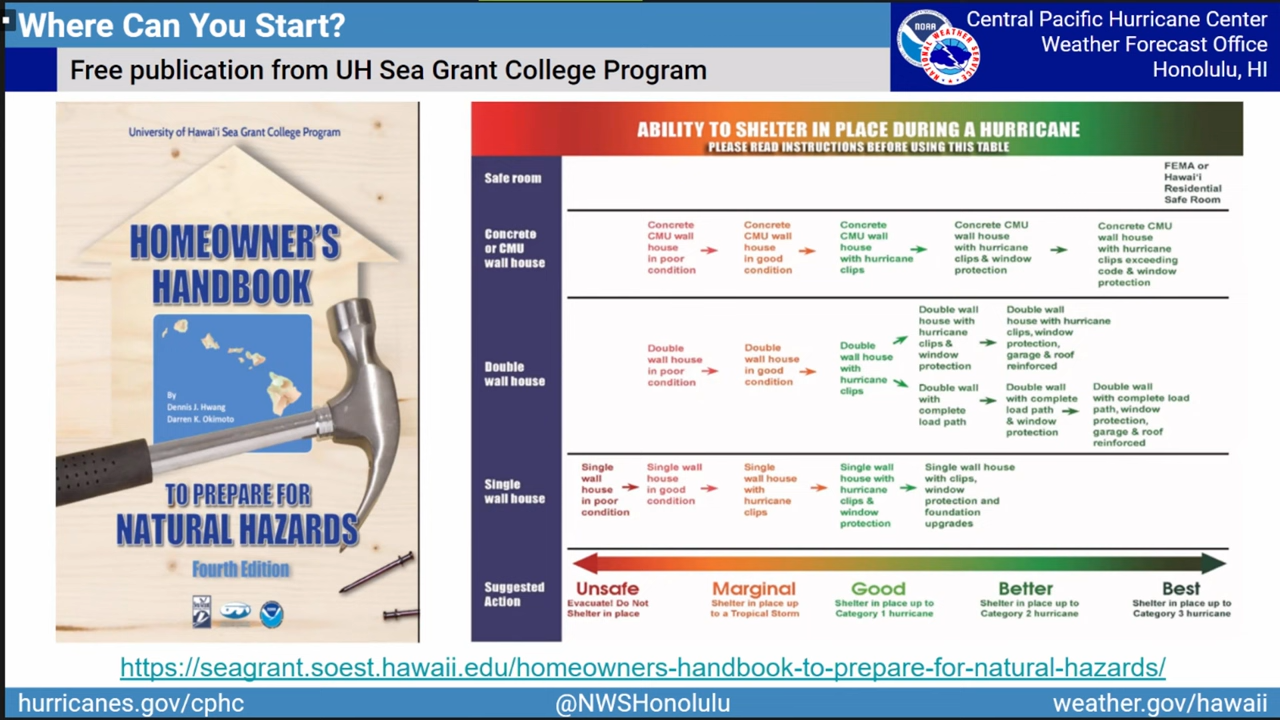 Where Can You Start?
Free publication from UH Sea Grant College Program
NOAA
NATIONAL WEATHER SERVICE
Central Pacific Hurricane Center
Weather Forecast Office
Honolulu, HI
University of Hawai'i Sea Grant College Program
HOMEOWNER'S
HANDBOOK
By
Dennis J. Hwang
Darren K. Okimoto
TO PREPARE FOR
NATURAL HAZARDS
Fourth Edition
ABILITY TO SHELTER IN PLACE DURING A HURRICANE
PLEASE READ INSTRUCTIONS BEFORE USING THIS TABLE
Safe room
FEMA or
Hawai'i
Residential
Safe Room
Concrete
or CMU
wall house
Concrete
CMU wall
house
in poor
condition
Concrete
CMU wall
house
in good
condition
Concrete
CMU wall
house
with hurricane
clips
Concrete CMU
wall house
with hurricane
clips & window
protection
Concrete CMU
wall house
with hurricane
clips exceeding
code & window
protection
Double
wall house
Double
wall house
in poor
condition
Double
wall house
in good
condition
Double
wall house
with
hurricane
clips
Double wall
house with
hurricane
clips &
window
protection
Double wall
house with hurricane
clips, window
protection,
garage & roof
reinforced
Double wall
with
complete
load path
Double wall
with complete
load path
& window
protection
Double wall
with complete load
path, window
protection,
garage & roof
reinforced
Single
wall house
Single
wall
house
in poor
condition
Single wall
house
in good
condition
Single
wall house
with
hurricane
clips
Single wall
house with
hurricane
clips &
window
protection
Single wall house
with clips,
window
protection and
foundation
upgrades
Suggested
Action
Unsafe
Evacuate! Do Not
Shelter in place
Marginal
Shelter in place up
to a Tropical Storm
Good
Shelter in place up to
Category 1 hurricane
Better
Shelter in place up to
Category 2 hurricane
Best
Shelter in place up to
Category 3 hurricane
https://seagrant.soest.hawaii.edu/homeowners-handbook-to-prepare-for-natural-hazards/
hurricanes.gov/cphc
@NWSHonolulu
weather.gov/hawaii